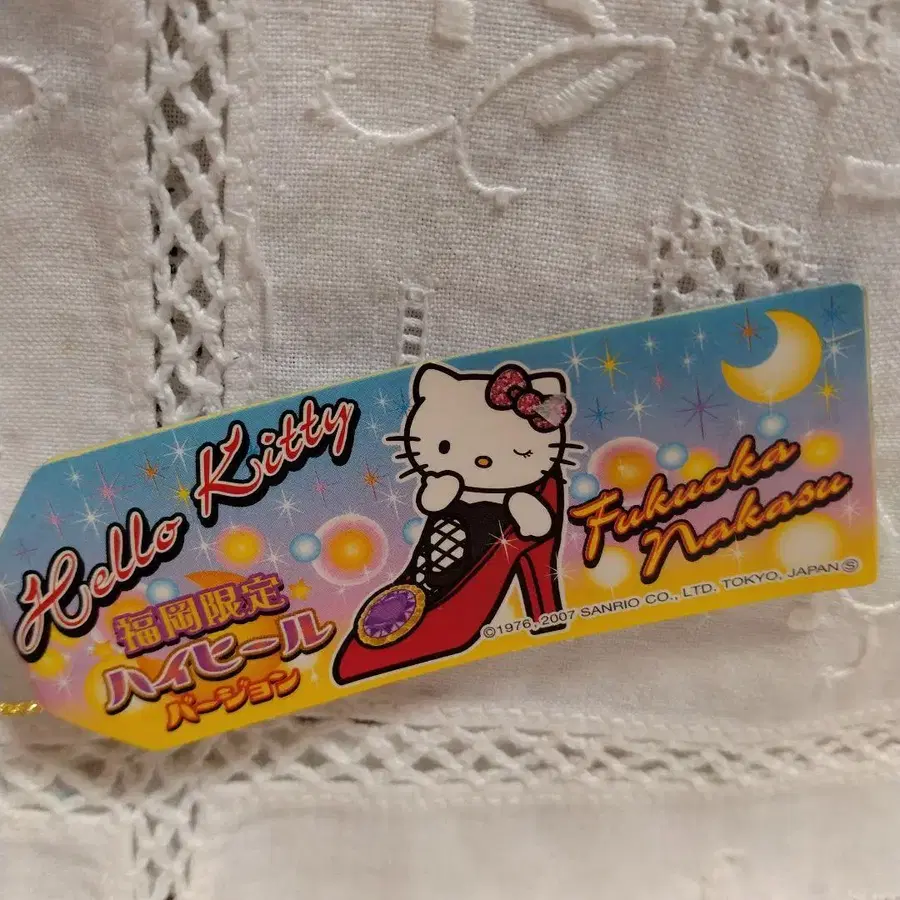 Hello Kitty
福岡限定
ハイヒール
バージョン
Fukuoka
Nakasu
©1976, 2007 SANRIO CO., LTD. TOKYO, JAPAN Ⓢ